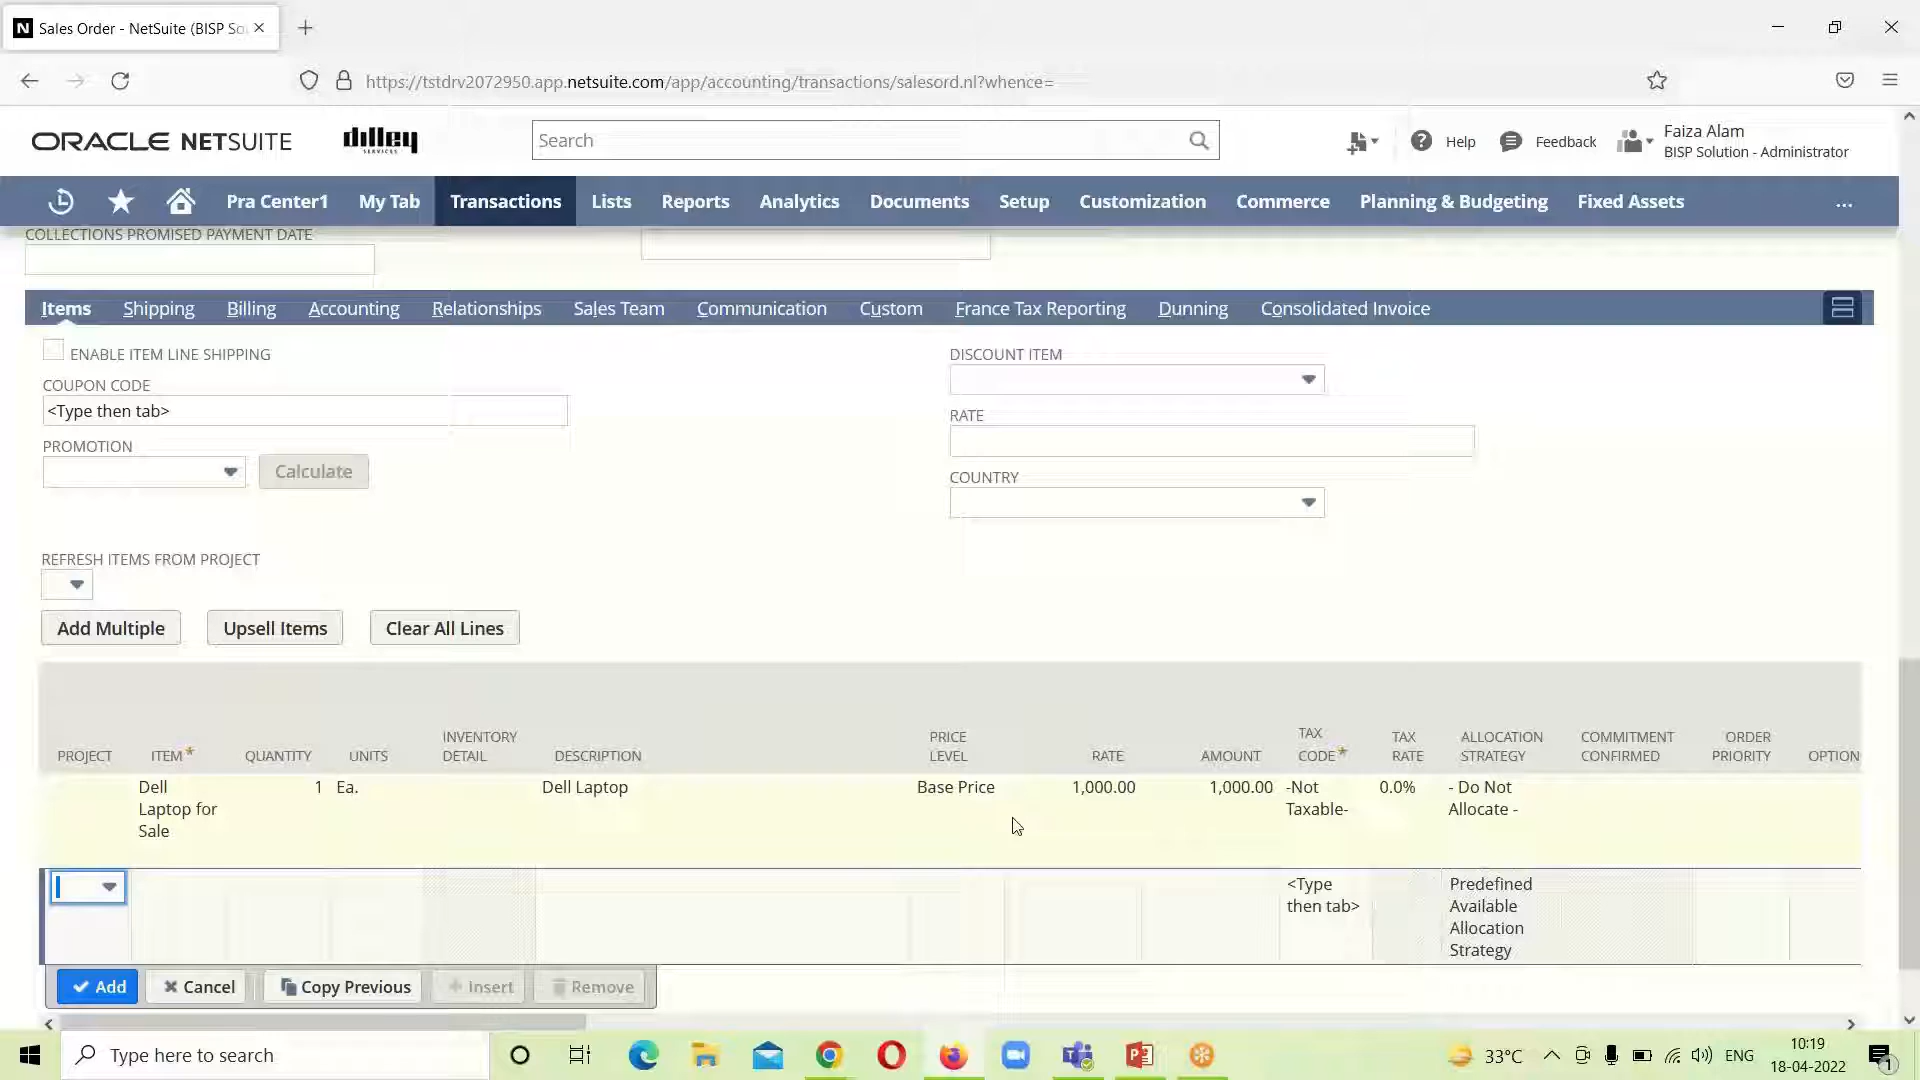 Sales Order - NetSuite (BISP So
https://tstdrv2072950.app.netsuite.com/app/accounting/transactions/salesord.nl?whence=
ORACLE NETSUITE
dilley
SERVICES
Search
Help
Feedback
Faiza Alam
BISP Solution - Administrator
Pra Center1 My Tab Transactions Lists Reports Analytics Documents Setup Customization Commerce Planning & Budgeting Fixed Assets ...
COLLECTIONS PROMISED PAYMENT DATE
Items Shipping Billing Accounting Relationships Sales Team Communication Custom France Tax Reporting Dunning Consolidated Invoice
ENABLE ITEM LINE SHIPPING
COUPON CODE
<Type then tab>
PROMOTION
Calculate
DISCOUNT ITEM
RATE
COUNTRY
REFRESH ITEMS FROM PROJECT
Add Multiple Upsell Items Clear All Lines
PROJECT ITEM* QUANTITY UNITS INVENTORY DETAIL DESCRIPTION PRICE LEVEL RATE AMOUNT TAX CODE* TAX RATE ALLOCATION STRATEGY COMMITMENT CONFIRMED ORDER PRIORITY OPTION
Dell Laptop for Sale 1 Ea. Dell Laptop Base Price 1,000.00 1,000.00 -Not Taxable- 0.0% - Do Not Allocate -
<Type then tab> Predefined Available Allocation Strategy
Add Cancel Copy Previous + Insert Remove
Type here to search
33°C
ENG
10:19
18-04-2022
1